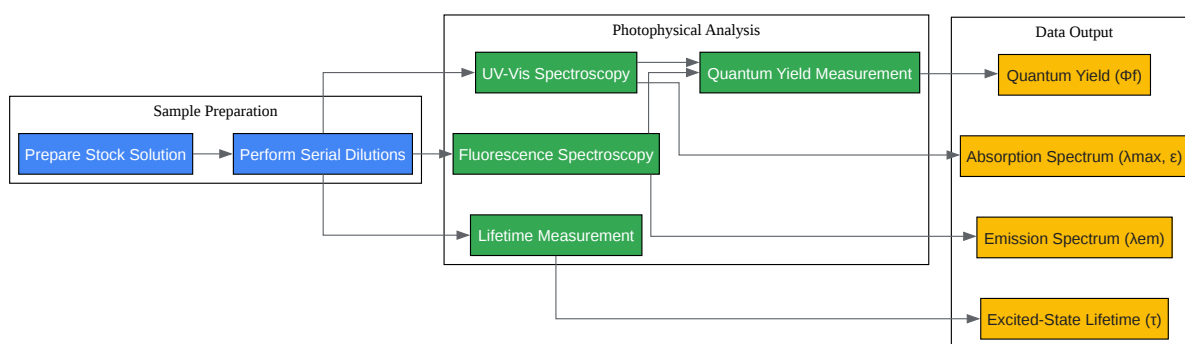 Photophysical Analysis
Data Output
UV-Vis Spectroscopy
Quantum Yield Measurement
Quantum Yield (Φf)
Sample Preparation
Prepare Stock Solution
Perform Serial Dilutions
Fluorescence Spectroscopy
Absorption Spectrum (λmax, ε)
Lifetime Measurement
Emission Spectrum (λem)
Excited-State Lifetime (τ)